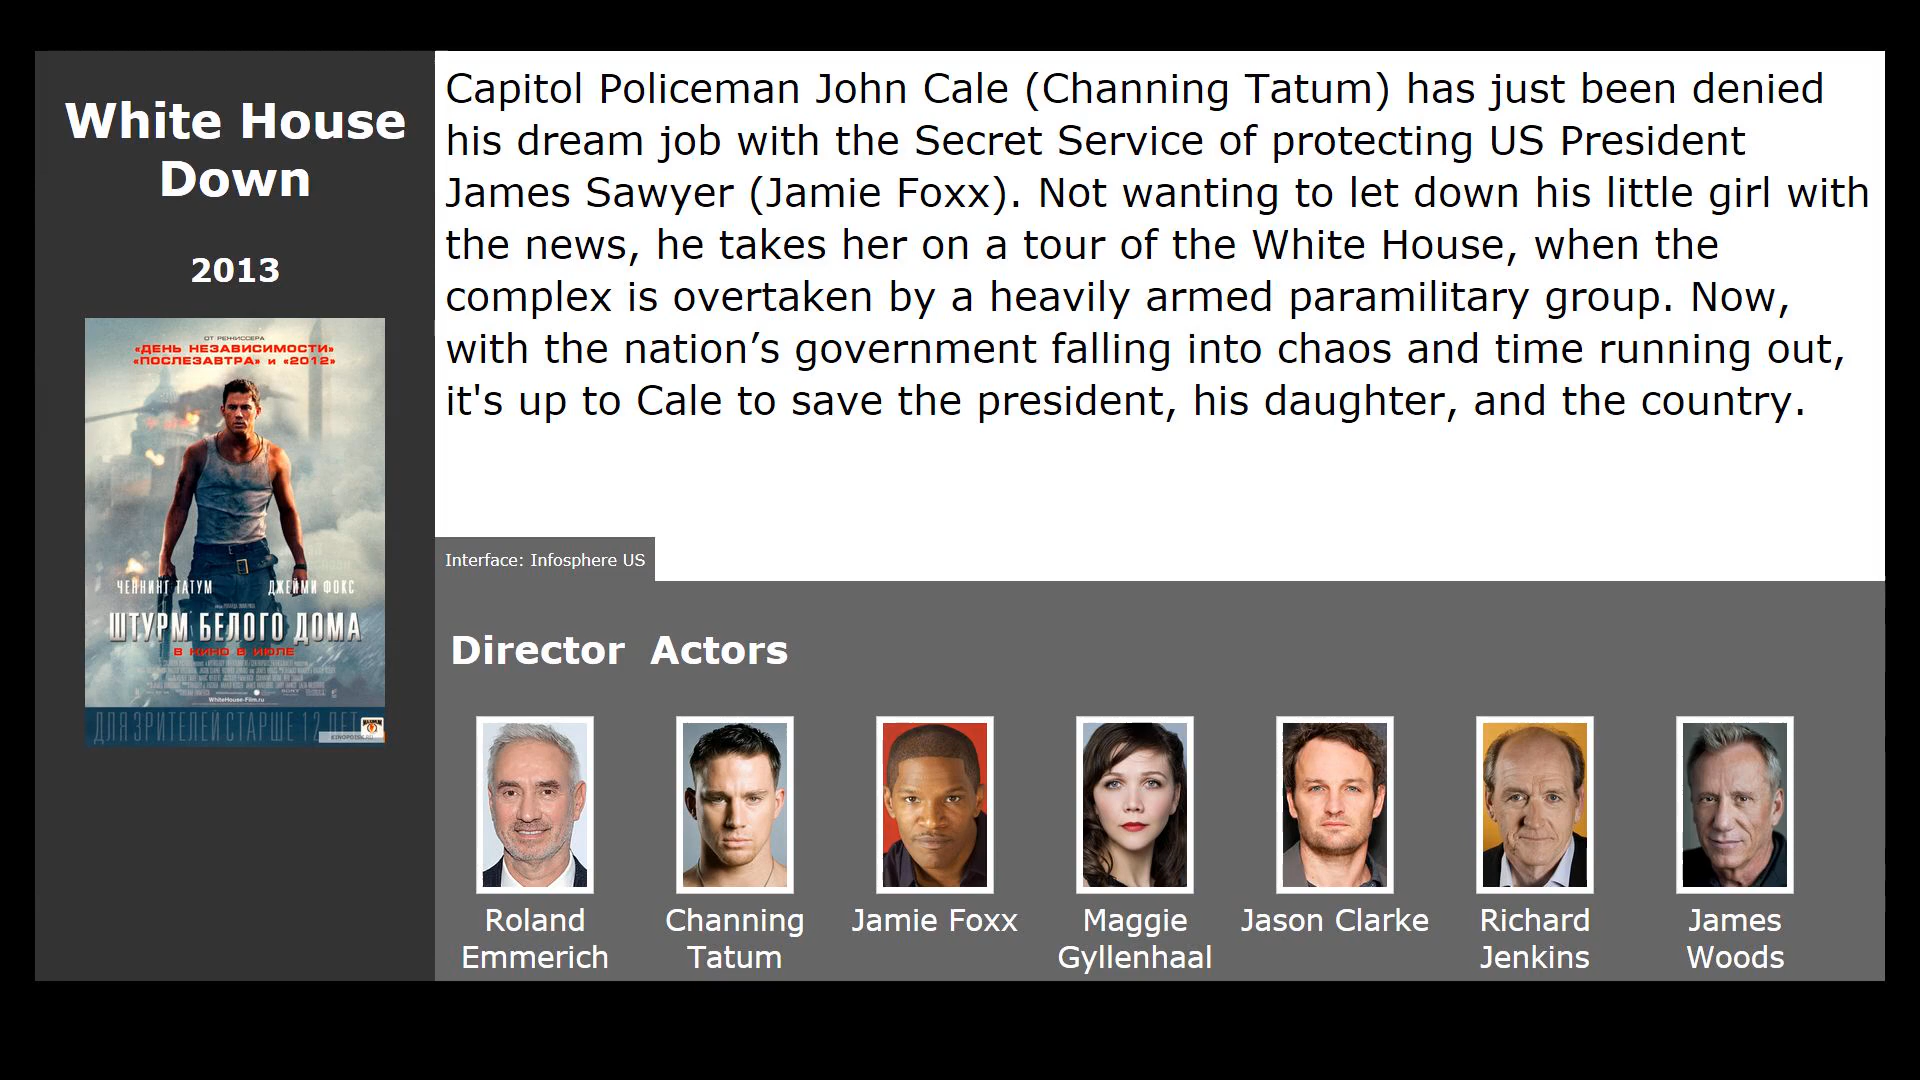 White House
Down
2013
ОТ РЕЖИССЕРА
«ДЕНЬ НЕЗАВИСИМОСТИ»
«ПОСЛЕЗАВТРА» и «2012»
ЧЕННИНГ ТАТУМ ДЖЕЙМИ ФОКС
ШТУРМ БЕЛОГО ДОМА
В КИНО В ИЮЛЕ
WhiteHouse-Film.ru
ДЛЯ ЗРИТЕЛЕЙ СТАРШЕ 12 ЛЕТ
KINOPOISK.RU
Capitol Policeman John Cale (Channing Tatum) has just been denied
his dream job with the Secret Service of protecting US President
James Sawyer (Jamie Foxx). Not wanting to let down his little girl with
the news, he takes her on a tour of the White House, when the
complex is overtaken by a heavily armed paramilitary group. Now,
with the nation’s government falling into chaos and time running out,
it's up to Cale to save the president, his daughter, and the country.
Interface: Infosphere US
Director Actors
Roland
Emmerich
Channing
Tatum
Jamie Foxx
Maggie
Gyllenhaal
Jason Clarke
Richard
Jenkins
James
Woods